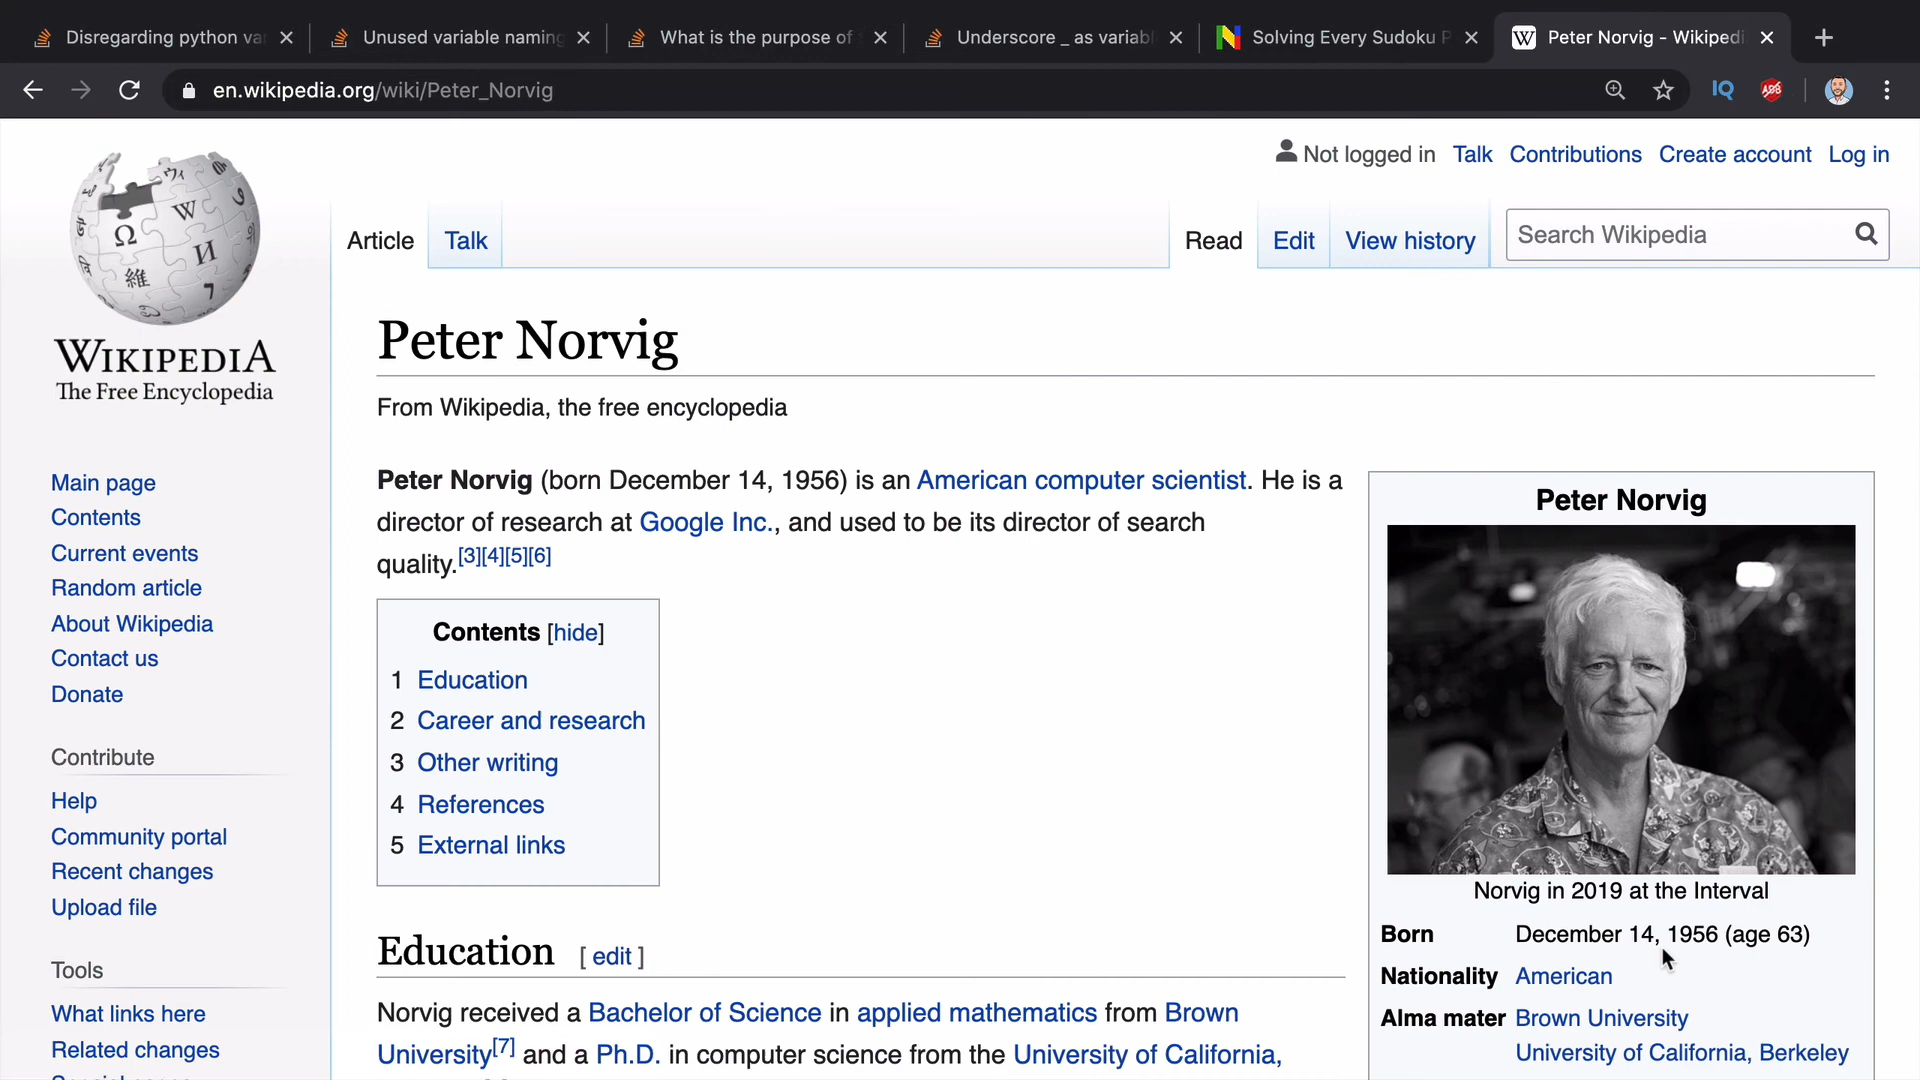 Disregarding python va
Unused variable naming
What is the purpose of
Underscore _ as variabl
Solving Every Sudoku P
Peter Norvig - Wikipedi
en.wikipedia.org/wiki/Peter_Norvig
IQ
Not logged in Talk Contributions Create account Log in
Article Talk Read Edit View history Search Wikipedia
WIKIPEDIA
The Free Encyclopedia
Main page
Contents
Current events
Random article
About Wikipedia
Contact us
Donate
Contribute
Help
Community portal
Recent changes
Upload file
Tools
What links here
Related changes
Peter Norvig
From Wikipedia, the free encyclopedia
Peter Norvig (born December 14, 1956) is an American computer scientist. He is a
director of research at Google Inc., and used to be its director of search
quality.[3][4][5][6]
Contents [hide]
1 Education
2 Career and research
3 Other writing
4 References
5 External links
Education [ edit ]
Norvig received a Bachelor of Science in applied mathematics from Brown
University[7] and a Ph.D. in computer science from the University of California,
Peter Norvig
Norvig in 2019 at the Interval
Born December 14, 1956 (age 63)
Nationality American
Alma mater Brown University
University of California, Berkeley